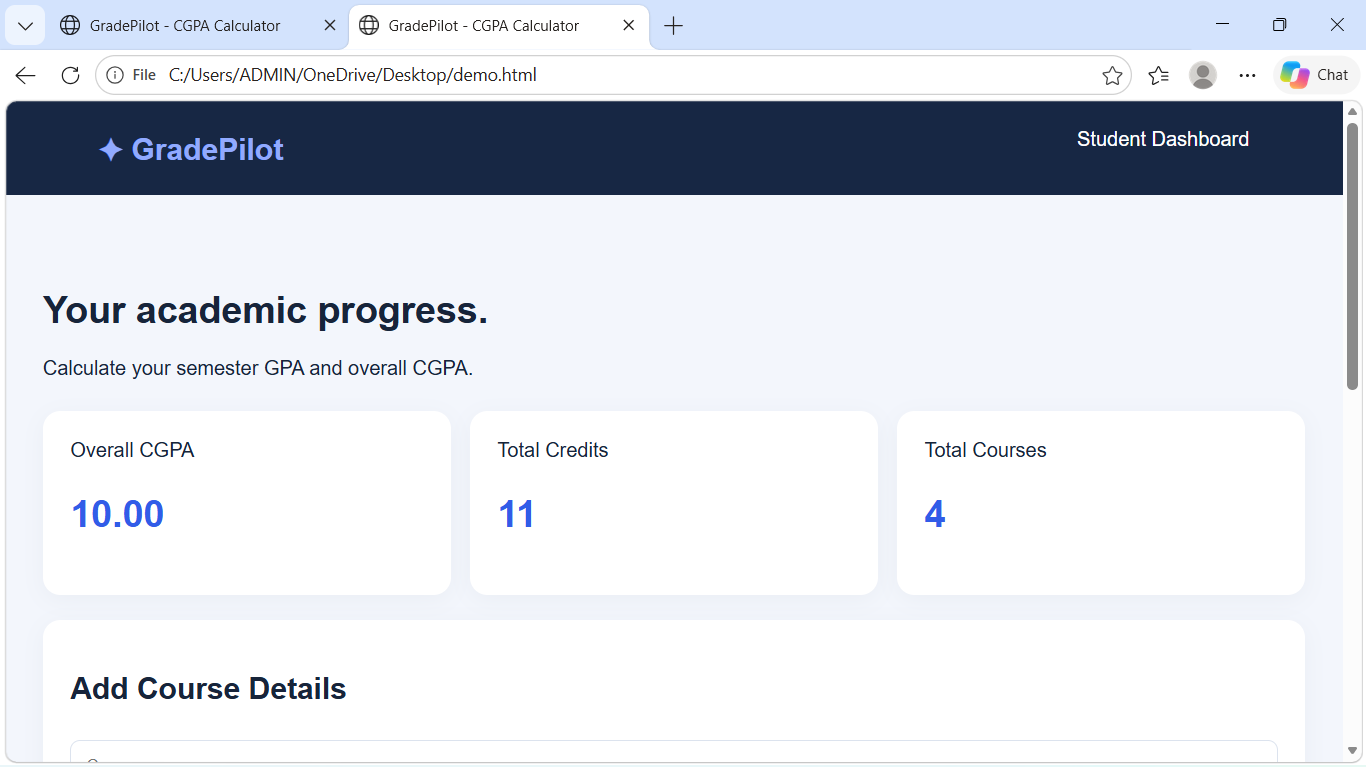 GradePilot - CGPA Calculator
GradePilot - CGPA Calculator
File C:/Users/ADMIN/OneDrive/Desktop/demo.html
Chat
✦ GradePilot
Student Dashboard
Your academic progress.
Calculate your semester GPA and overall CGPA.
Overall CGPA
10.00
Total Credits
11
Total Courses
4
Add Course Details